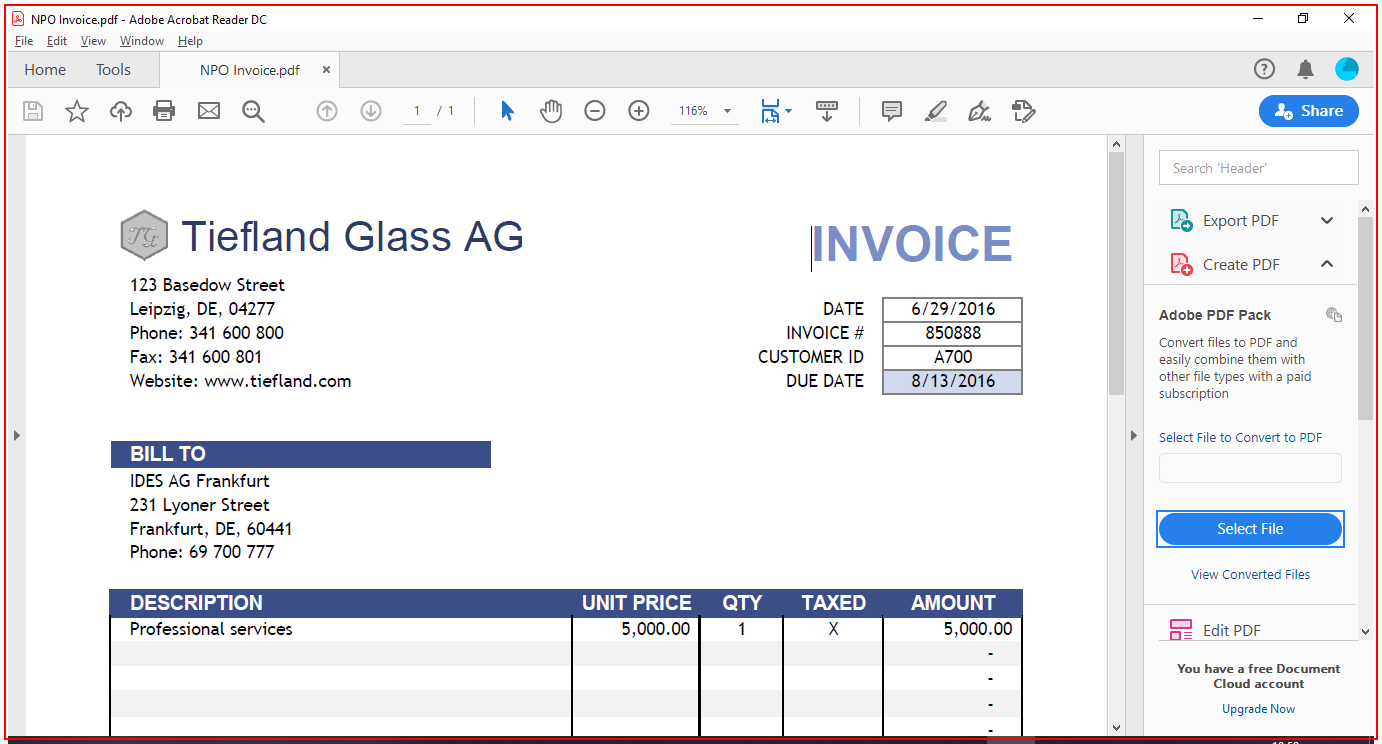 NPO Invoice.pdf - Adobe Acrobat Reader DC
File Edit View Window Help
Home Tools NPO Invoice.pdf ×
1 / 1 116% Share
Search 'Header'
Export PDF
Create PDF
Adobe PDF Pack
Convert files to PDF and
easily combine them with
other file types with a paid
subscription
Select File to Convert to PDF
Select File
View Converted Files
Edit PDF
You have a free Document
Cloud account
Upgrade Now
TG Tiefland Glass AG
INVOICE
123 Basedow Street
Leipzig, DE, 04277
Phone: 341 600 800
Fax: 341 600 801
Website: www.tiefland.com
DATE 6/29/2016
INVOICE # 850888
CUSTOMER ID A700
DUE DATE 8/13/2016
BILL TO
IDES AG Frankfurt
231 Lyoner Street
Frankfurt, DE, 60441
Phone: 69 700 777
DESCRIPTION UNIT PRICE QTY TAXED AMOUNT
Professional services 5,000.00 1 X 5,000.00
-
-
-
-